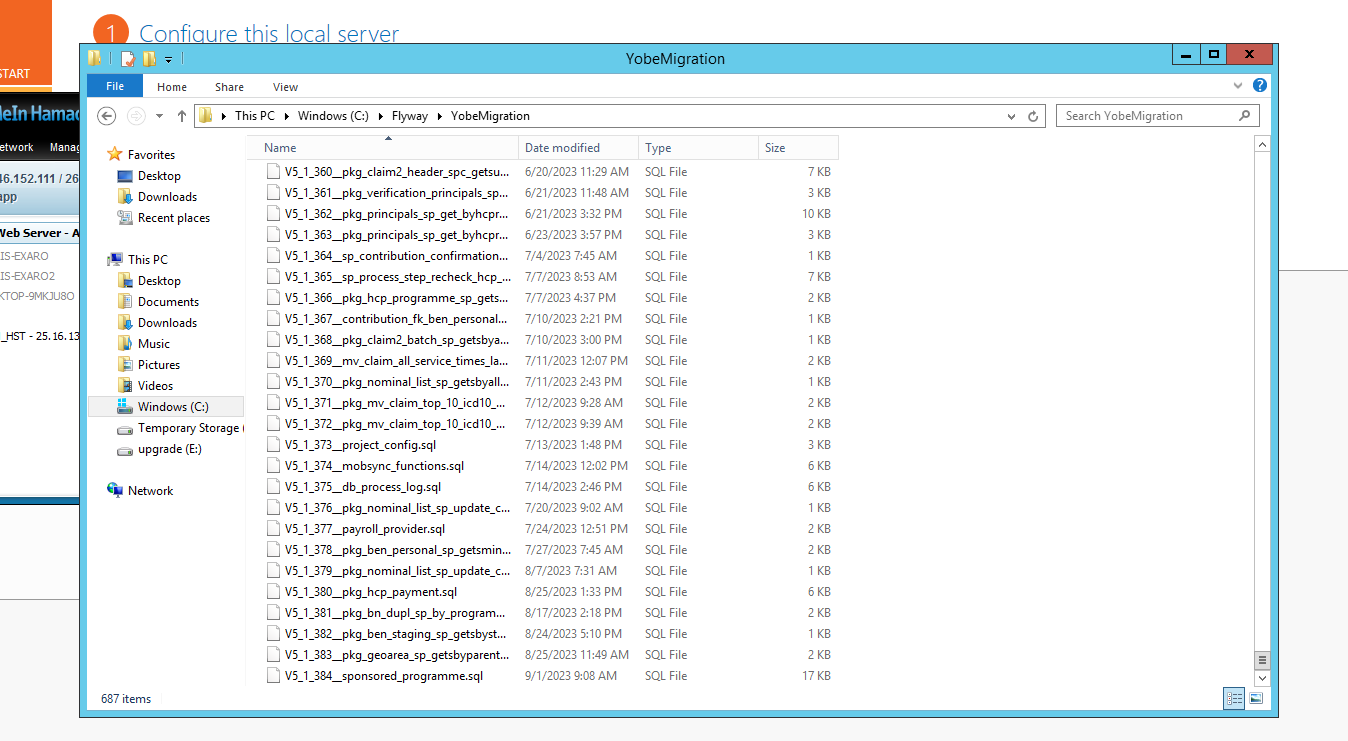 1 Configure this local server
START
YobeMigration
File Home Share View
This PC Windows (C:) Flyway YobeMigration
Search YobeMigration
Name Date modified Type Size
V5_1_360__pkg_claim2_header_spc_getsu... 6/20/2023 11:29 AM SQL File 7 KB
V5_1_361__pkg_verification_principals_sp... 6/21/2023 11:48 AM SQL File 3 KB
V5_1_362__pkg_principals_sp_get_byhcpr... 6/21/2023 3:32 PM SQL File 10 KB
V5_1_363__pkg_principals_sp_get_byhcpr... 6/23/2023 3:57 PM SQL File 3 KB
V5_1_364__sp_contribution_confirmation... 7/4/2023 7:45 AM SQL File 1 KB
V5_1_365__sp_process_step_recheck_hcp_... 7/7/2023 8:53 AM SQL File 7 KB
V5_1_366__pkg_hcp_programme_sp_gets... 7/7/2023 4:37 PM SQL File 2 KB
V5_1_367__contribution_fk_ben_personal... 7/10/2023 2:21 PM SQL File 1 KB
V5_1_368__pkg_claim2_batch_sp_getsbya... 7/10/2023 3:00 PM SQL File 1 KB
V5_1_369__mv_claim_all_service_times_la... 7/11/2023 12:07 PM SQL File 2 KB
V5_1_370__pkg_nominal_list_sp_getsbyall... 7/11/2023 2:43 PM SQL File 1 KB
V5_1_371__pkg_mv_claim_top_10_icd10_... 7/12/2023 9:28 AM SQL File 2 KB
V5_1_372__pkg_mv_claim_top_10_icd10_... 7/12/2023 9:39 AM SQL File 2 KB
V5_1_373__project_config.sql 7/13/2023 1:48 PM SQL File 3 KB
V5_1_374__mobsync_functions.sql 7/14/2023 12:02 PM SQL File 6 KB
V5_1_375__db_process_log.sql 7/14/2023 2:46 PM SQL File 6 KB
V5_1_376__pkg_nominal_list_sp_update_c... 7/20/2023 9:02 AM SQL File 1 KB
V5_1_377__payroll_provider.sql 7/24/2023 12:51 PM SQL File 2 KB
V5_1_378__pkg_ben_personal_sp_getsmin... 7/27/2023 7:45 AM SQL File 2 KB
V5_1_379__pkg_nominal_list_sp_update_c... 8/7/2023 7:31 AM SQL File 1 KB
V5_1_380__pkg_hcp_payment.sql 8/25/2023 1:33 PM SQL File 6 KB
V5_1_381__pkg_bn_dupl_sp_by_program... 8/17/2023 2:18 PM SQL File 2 KB
V5_1_382__pkg_ben_staging_sp_getsbyst... 8/24/2023 5:10 PM SQL File 1 KB
V5_1_383__pkg_geoarea_sp_getsbyparent... 8/25/2023 11:49 AM SQL File 2 KB
V5_1_384__sponsored_programme.sql 9/1/2023 9:08 AM SQL File 17 KB
Favorites
Desktop
Downloads
Recent places
This PC
Desktop
Documents
Downloads
Music
Pictures
Videos
Windows (C:)
Temporary Storage (
upgrade (E:)
Network
687 items
eIn Hamac
etwork Manag
46.152.111 / 26
app
Web Server - A
IS-EXARO
IS-EXARO2
KTOP-9MKJU8O
_HST - 25.16.13